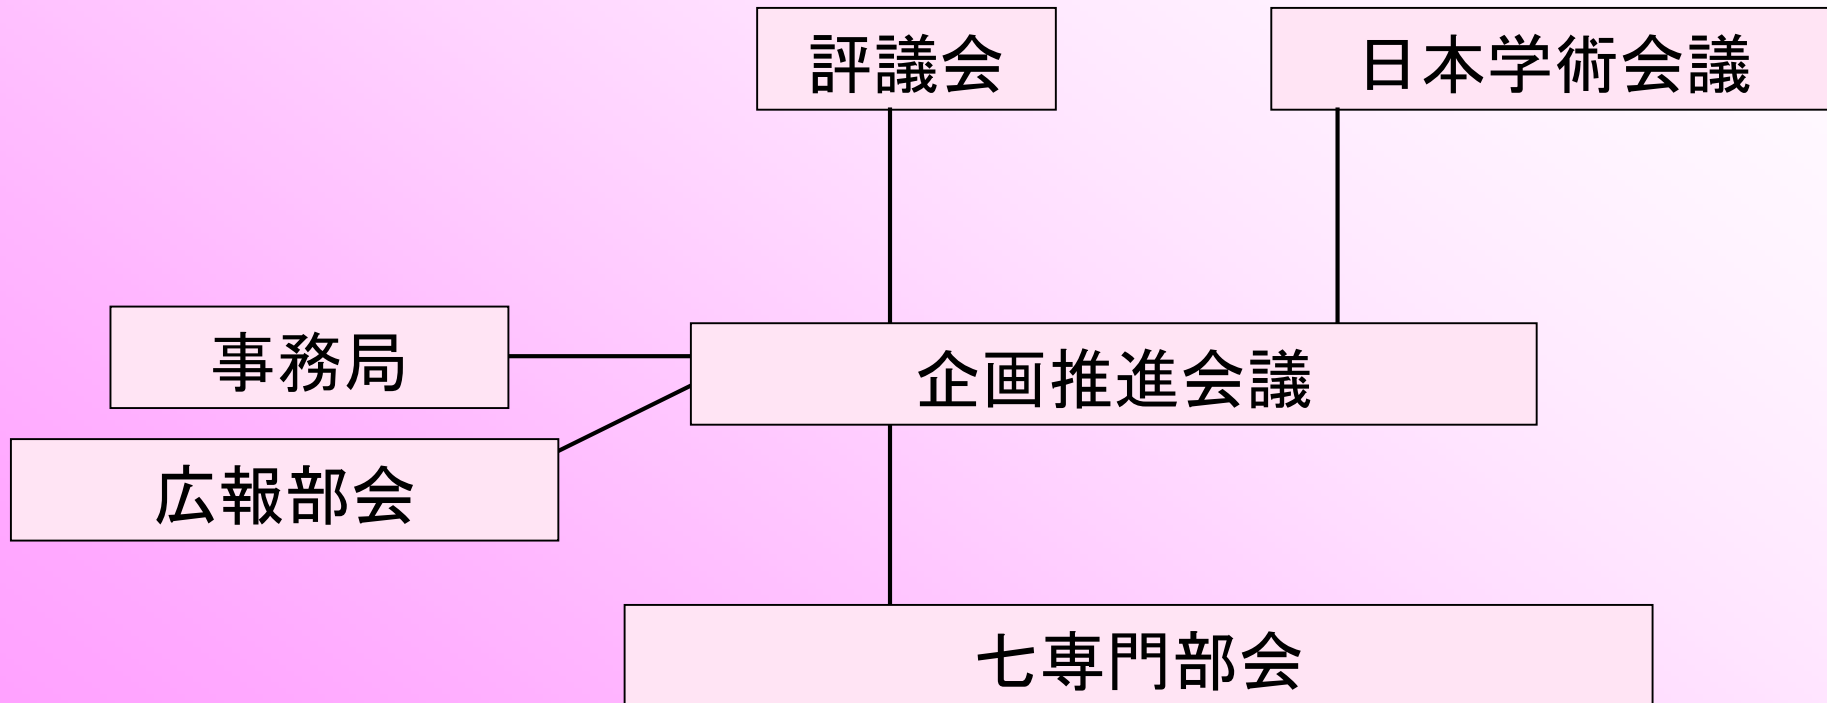 評議会
日本学術会議
事務局
企画推進会議
広報部会
七専門部会